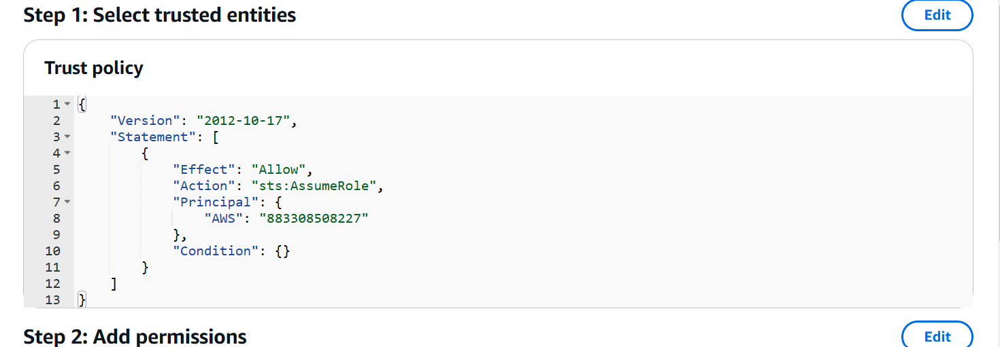 Step 1: Select trusted entities
Edit
Trust policy
1 {
2 "Version": "2012-10-17",
3 "Statement": [
4 {
5 "Effect": "Allow",
6 "Action": "sts:AssumeRole",
7 "Principal": {
8 "AWS": "883308508227"
9 },
10 "Condition": {}
11 }
12 ]
13 }
Step 2: Add permissions
Edit